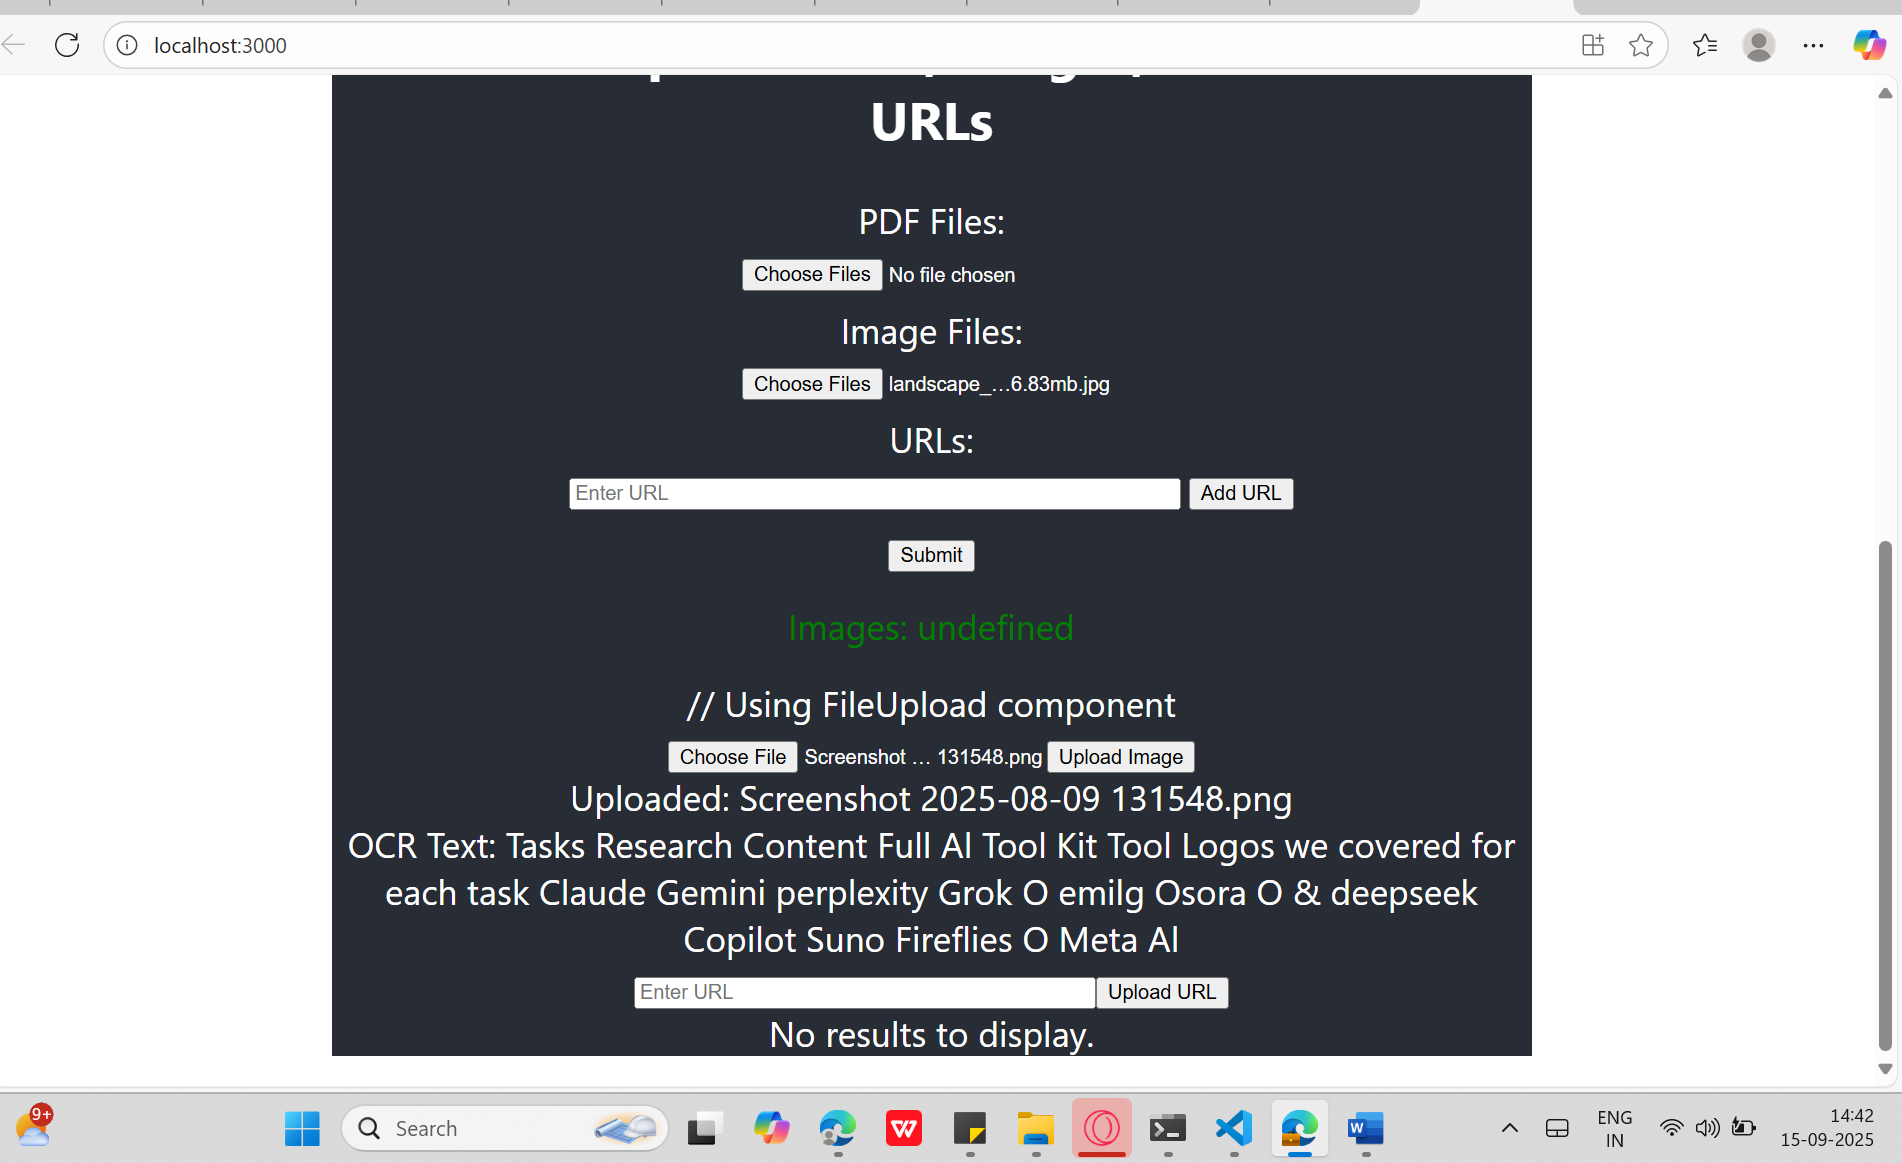 localhost:3000
URLs
PDF Files:
Choose Files No file chosen
Image Files:
Choose Files landscape_...6.83mb.jpg
URLs:
Enter URL Add URL
Submit
Images: undefined
// Using FileUpload component
Choose File Screenshot ... 131548.png Upload Image
Uploaded: Screenshot 2025-08-09 131548.png
OCR Text: Tasks Research Content Full Al Tool Kit Tool Logos we covered for
each task Claude Gemini perplexity Grok O emilg Osora O & deepseek
Copilot Suno Fireflies O Meta Al
Enter URL Upload URL
No results to display.
9+
Search
ENG
IN
14:42
15-09-2025